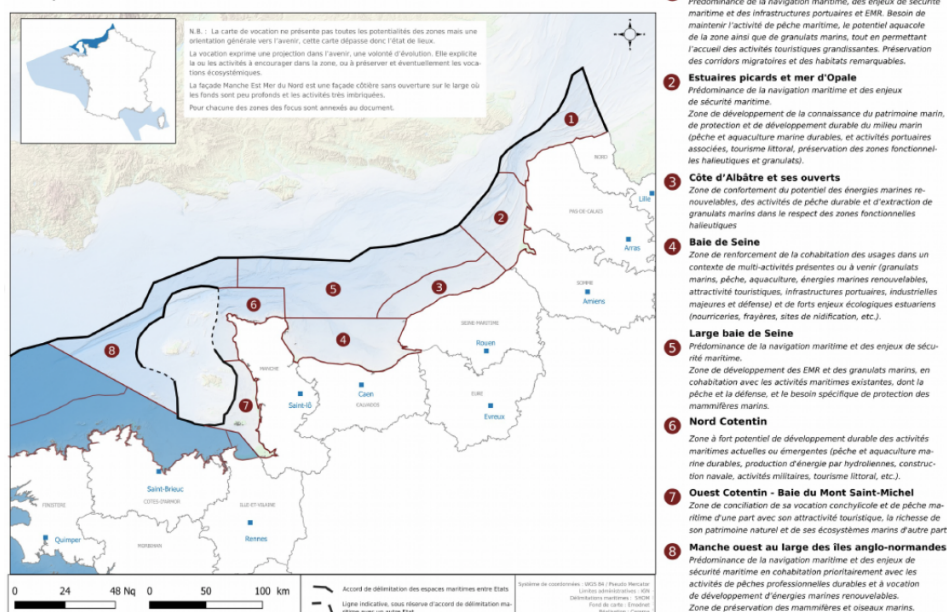 N.B. : La carte de vocation ne présente pas toutes les potentialités des zones mais une
orientation générale vers l'avenir, cette carte dépasse donc l'état de lieux.
La vocation exprime une projection dans l'avenir, une volonté d'évolution. Elle explicite
la ou les activités à encourager dans la zone, ou à préserver et éventuellement les voca-
tions écosystémiques.
La façade Manche Est Mer du Nord est une façade côtière sans ouverture sur le large où
les fonds sont peu profonds et les activités très imbriquées.
Pour chacune des zones des focus sont annexés au document.
1
NORD
Lille
PAS-DE-CALAIS
2
Arras
SOMME
Amiens
3
5
6
4
SEINE-MARITIME
Rouen
8
MANCHE
Caen
CALVADOS
EURE
Evreux
Saint-lô
7
Saint-Brieuc
COTES-D'ARMOR
ILLE-ET-VILAINE
FINISTERE
Quimper
Rennes
MORBIHAN
0 24 48 Nq
0 50 100 km
Accord de délimitation des espaces maritimes entre Etats
Ligne indicative, sous réserve d'accord de délimitation ma-
Système de coordonnées : WGS 84 / Pseudo Mercator
Limites administratives : IGN
Délimitations maritimes : SHOM
Fond de carte : Emodnet
Prédominance de la navigation maritime, des enjeux de sécurité
maritime et des infrastructures portuaires et EMR. Besoin de
maintenir l'activité de pêche maritime, le potentiel aquacole
de la zone ainsi que de granulats marins, tout en permettant
l'accueil des activités touristiques grandissantes. Préservation
des corridors migratoires et des habitats remarquables.
2 Estuaires picards et mer d'Opale
Prédominance de la navigation maritime et des enjeux
de sécurité maritime.
Zone de développement de la connaissance du patrimoine marin,
de protection et de développement durable du milieu marin
(pêche et aquaculture marine durables, et activités portuaires
associées, tourisme littoral, préservation des zones fonctionnel-
les halieutiques et granulats).
3 Côte d'Albâtre et ses ouverts
Zone de confortement du potentiel des énergies marines re-
nouvelables, des activités de pêche durable et d'extraction de
granulats marins dans le respect des zones fonctionnelles
halieutiques
4 Baie de Seine
Zone de renforcement de la cohabitation des usages dans un
contexte de multi-activités présentes ou à venir (granulats
marins, pêche, aquaculture, énergies marines renouvelables,
attractivité touristiques, infrastructures portuaires, industrielles
majeures et défense) et de forts enjeux écologiques estuariens
(nourriceries, frayères, sites de nidification, etc.).
Large baie de Seine
5 Prédominance de la navigation maritime et des enjeux de sécu-
rité maritime.
Zone de développement des EMR et des granulats marins, en
cohabitation avec les activités maritimes existantes, dont la
pêche et la défense, et le besoin spécifique de protection des
mammifères marins.
6 Nord Cotentin
Zone à fort potentiel de développement durable des activités
maritimes actuelles ou émergentes (pêche et aquaculture ma-
rine durables, production d'énergie par hydroliennes, construc-
tion navale, activités militaires, tourisme littoral, etc.).
7 Ouest Cotentin - Baie du Mont Saint-Michel
Zone de conciliation de sa vocation conchylicole et de pêche ma-
ritime d'une part avec son attractivité touristique, la richesse de
son patrimoine naturel et de ses écosystèmes marins d'autre part
8 Manche ouest au large des îles anglo-normandes
Prédominance de la navigation maritime et des enjeux de
sécurité maritime en cohabitation prioritairement avec les
activités de pêches professionnelles durables et à vocation
de développement d'énergies marines renouvelables.
Zone de préservation des mammifères et oiseaux marins.